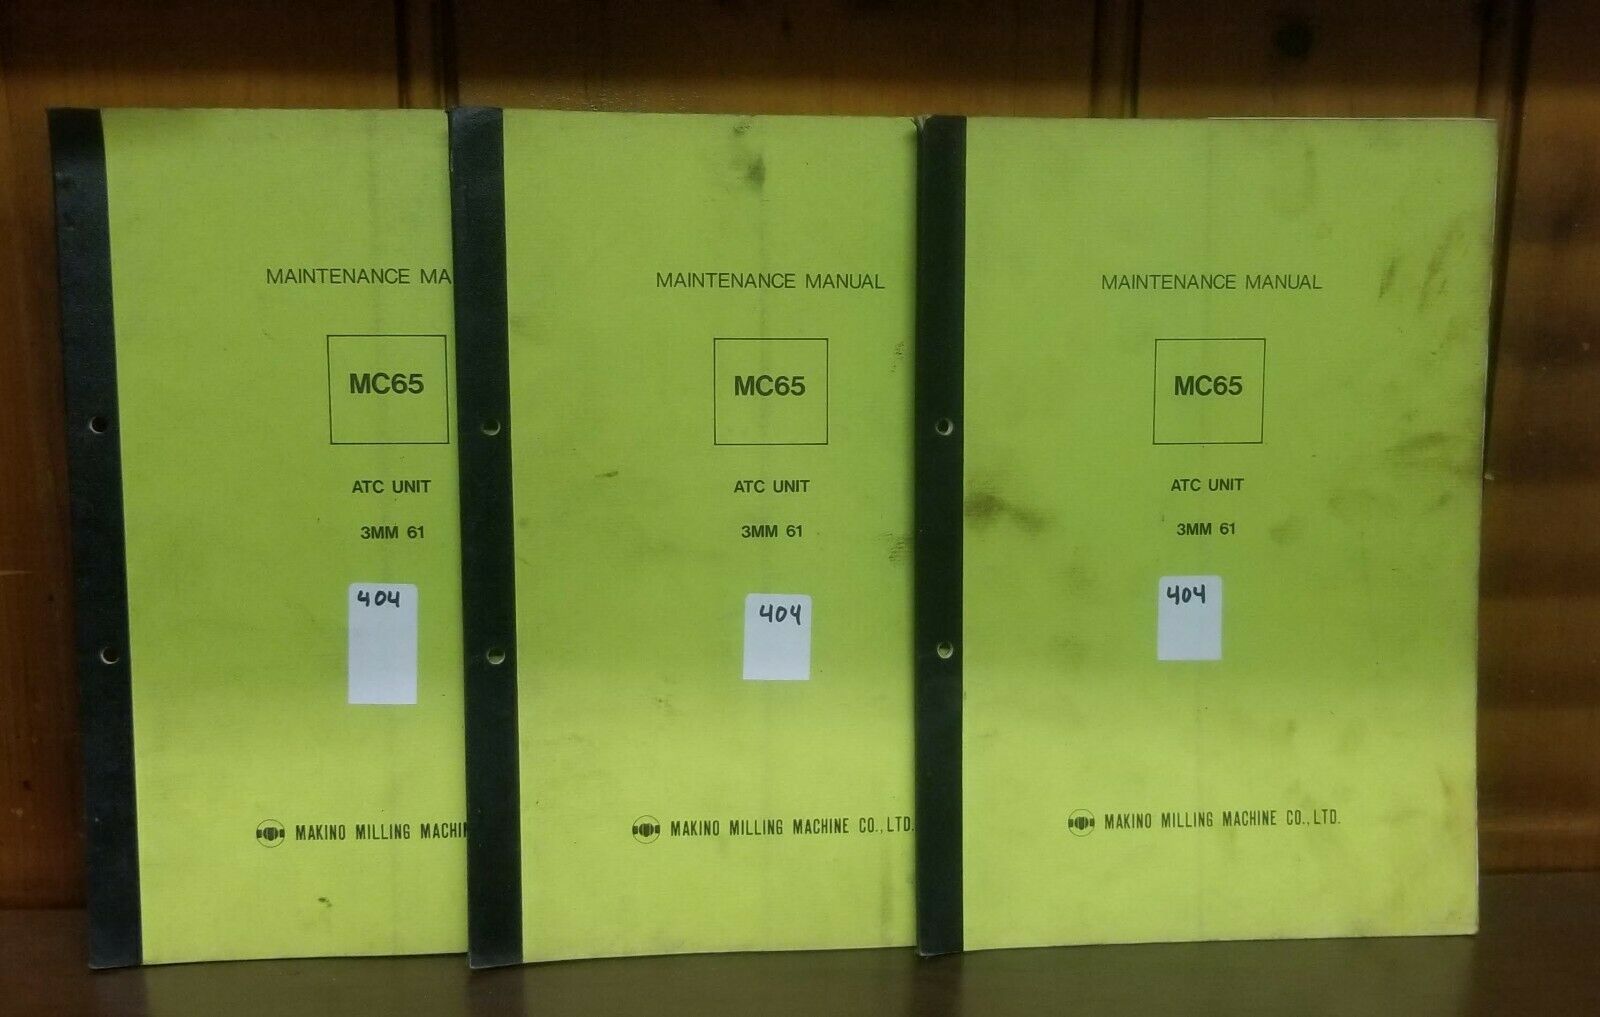 MAINTENANCE MA
MC65
ATC UNIT
3MM 61
404
MAKINO MILLING MACHIN
MAINTENANCE MANUAL
MC65
ATC UNIT
3MM 61
404
MAKINO MILLING MACHINE CO., LTD.
MAINTENANCE MANUAL
MC65
ATC UNIT
3MM 61
404
MAKINO MILLING MACHINE CO., LTD.